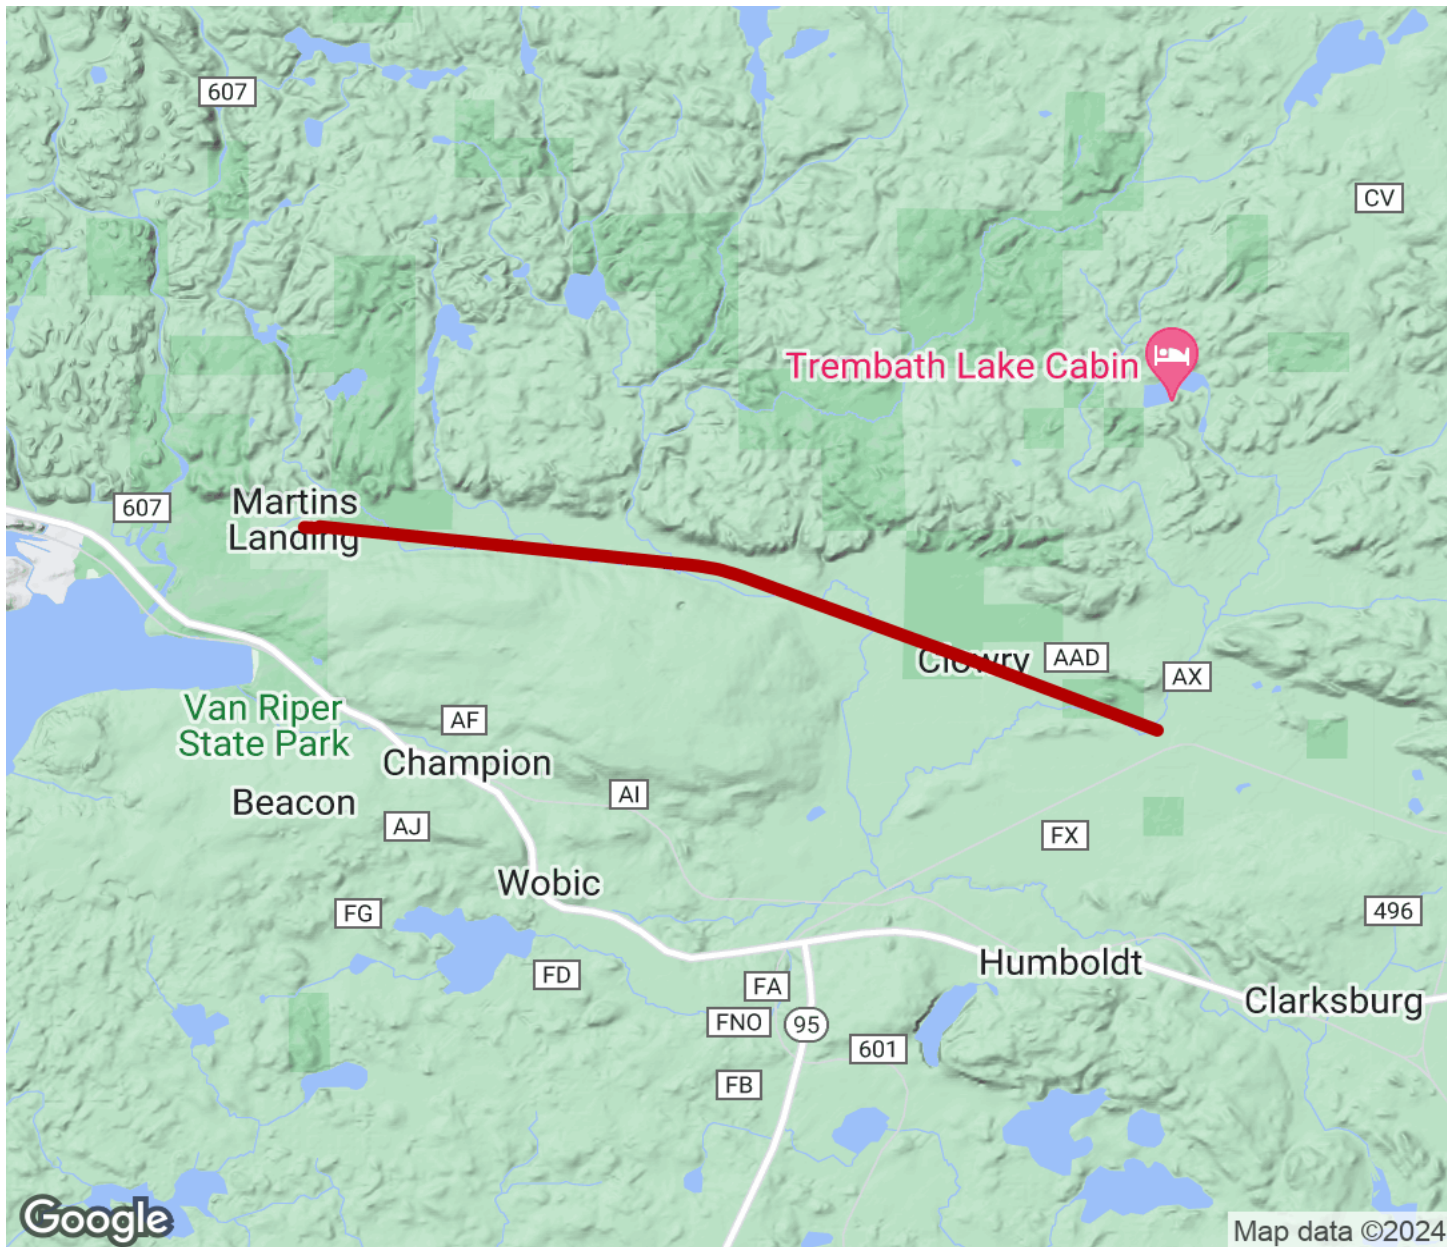 607
CV
Trembath Lake Cabin
Martins
Landing
607
Clowry
AAD
AX
Van Riper
State Park
AF
Champion
AI
Beacon
AJ
FX
Wobic
FG
496
Humboldt
FD
FA
Clarksburg
FNO
95
601
FB
Google
Map data ©2024